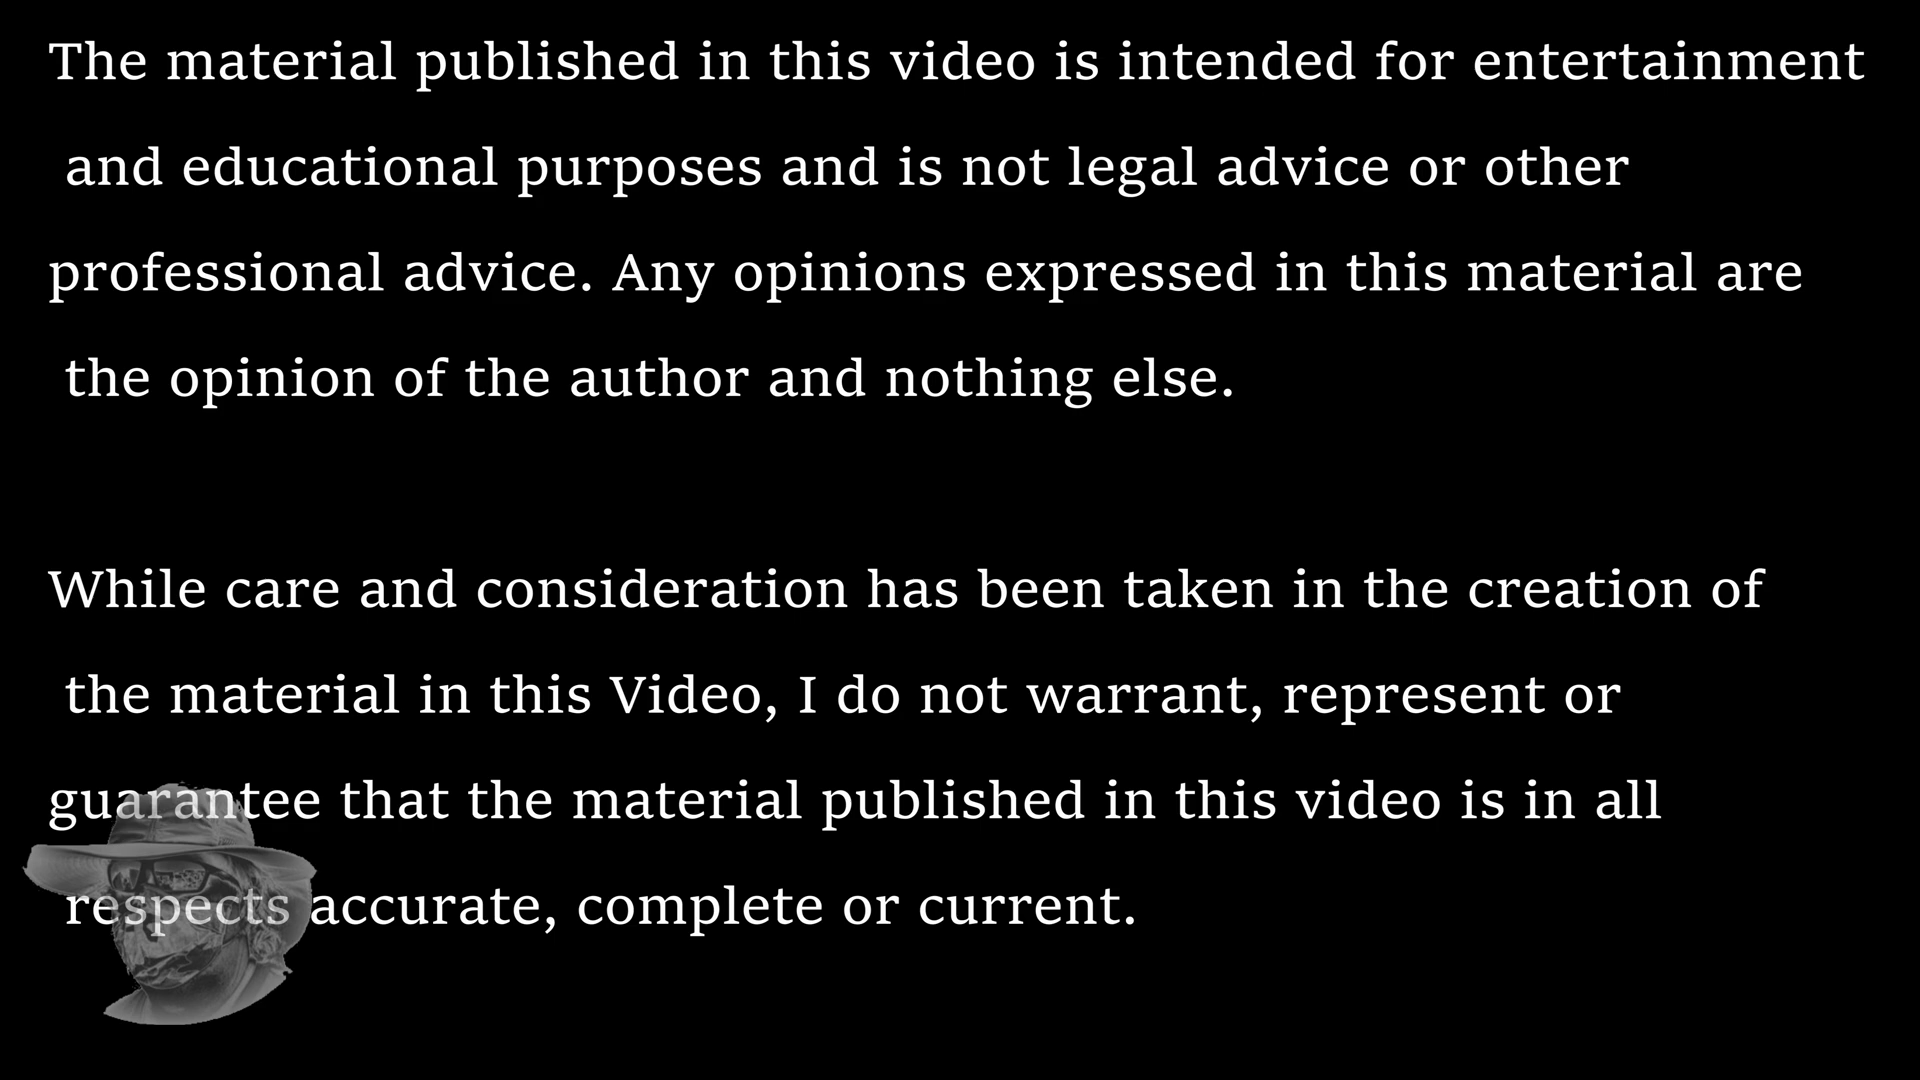 The material published in this video is intended for entertainment
and educational purposes and is not legal advice or other
professional advice. Any opinions expressed in this material are
the opinion of the author and nothing else.
While care and consideration has been taken in the creation of
the material in this Video, I do not warrant, represent or
guarantee that the material published in this video is in all
respects accurate, complete or current.